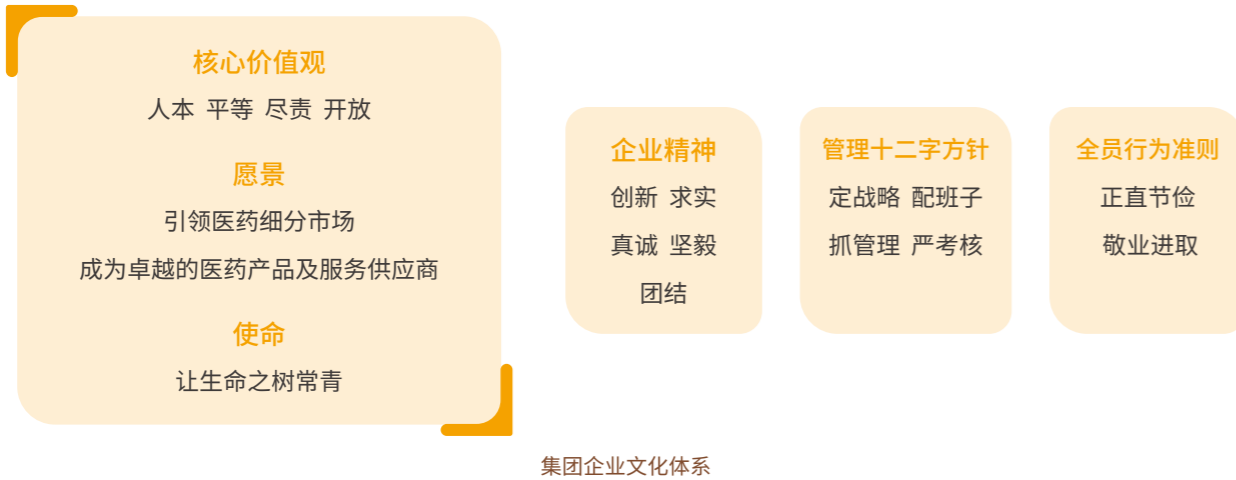 核心价值观
人本 平等 尽责 开放
愿景
引领医药细分市场
成为卓越的医药产品及服务供应商
使命
让生命之树常青
企业精神
创新 求实
真诚 坚毅
团结
管理十二字方针
定战略 配班子
抓管理 严考核
全员行为准则
正直节俭
敬业进取
集团企业文化体系